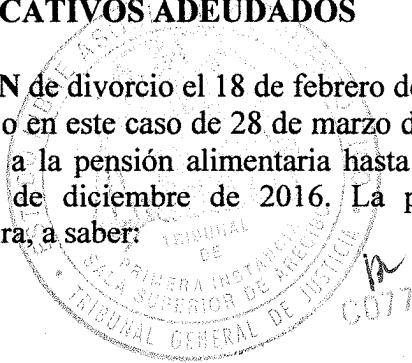 CATIVOS ADEUDADOS
N de divorcio el 18 de febrero de
o en este caso de 28 de marzo d
a la pensión alimentaria hasta
de diciembre de 2016. La p
ra, a saber:
TRIBUNAL
DE
PRIMERA INSTANCIA
SALA SUPERIOR DE ARECIBO
TRIBUNAL GENERAL DE JUSTICIA
C077